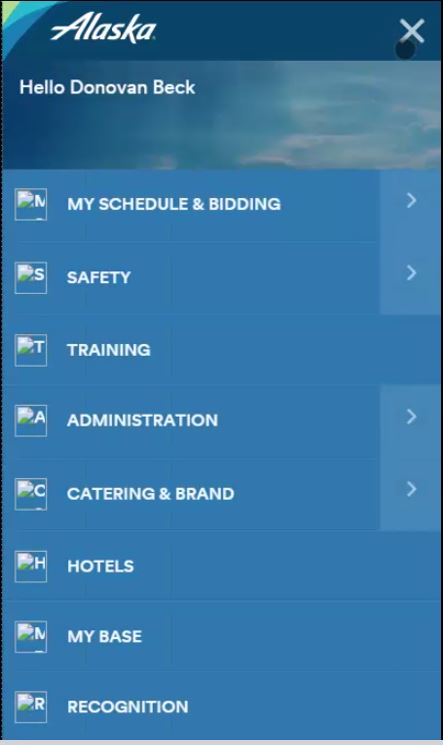 Alaska
Hello Donovan Beck
M MY SCHEDULE & BIDDING
S SAFETY
T TRAINING
A ADMINISTRATION
C CATERING & BRAND
H HOTELS
M MY BASE
R RECOGNITION